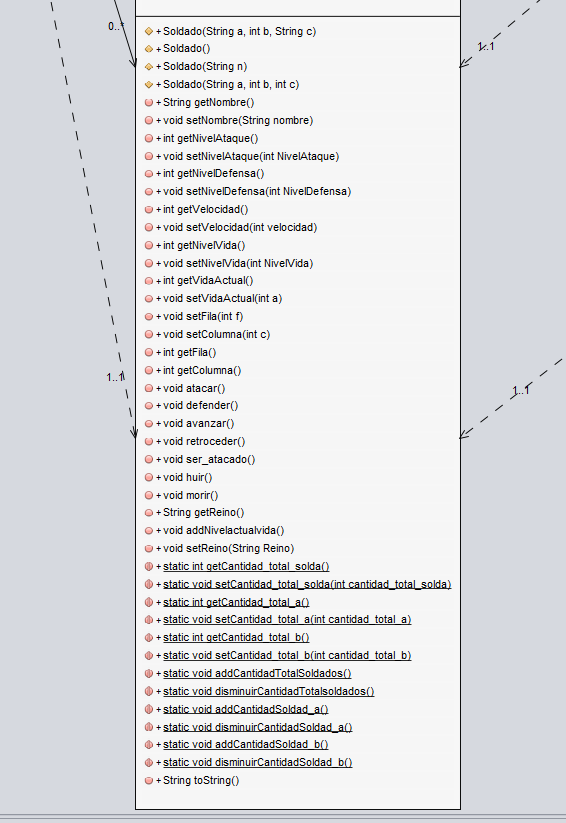 0..*
+ Soldado(String a, int b, String c)
+ Soldado()
1..1
+ Soldado(String n)
+ Soldado(String a, int b, int c)
+ String getNombre()
+ void setNombre(String nombre)
+ int getNivelAtaque()
+ void setNivelAtaque(int NivelAtaque)
+ int getNivelDefensa()
+ void setNivelDefensa(int NivelDefensa)
+ int getVelocidad()
+ void setVelocidad(int velocidad)
+ int getNivelVida()
+ void setNivelVida(int NivelVida)
+ int getVidaActual()
+ void setVidaActual(int a)
+ void setFila(int f)
+ void setColumna(int c)
+ int getFila()
+ int getColumna()
1..1
+ void atacar()
1..1
+ void defender()
+ void avanzar()
+ void retroceder()
+ void ser_atacado()
+ void huir()
+ void morir()
+ String getReino()
+ void addNivelactualvida()
+ void setReino(String Reino)
+ static int getCantidad_total_solda()
+ static void setCantidad_total_solda(int cantidad_total_solda)
+ static int getCantidad_total_a()
+ static void setCantidad_total_a(int cantidad_total_a)
+ static int getCantidad_total_b()
+ static void setCantidad_total_b(int cantidad_total_b)
+ static void addCantidadTotalSoldados()
+ static void disminuirCantidadTotalsoldados()
+ static void addCantidadSoldad_a()
+ static void disminuirCantidadSoldad_a()
+ static void addCantidadSoldad_b()
+ static void disminuirCantidadSoldad_b()
+ String toString()